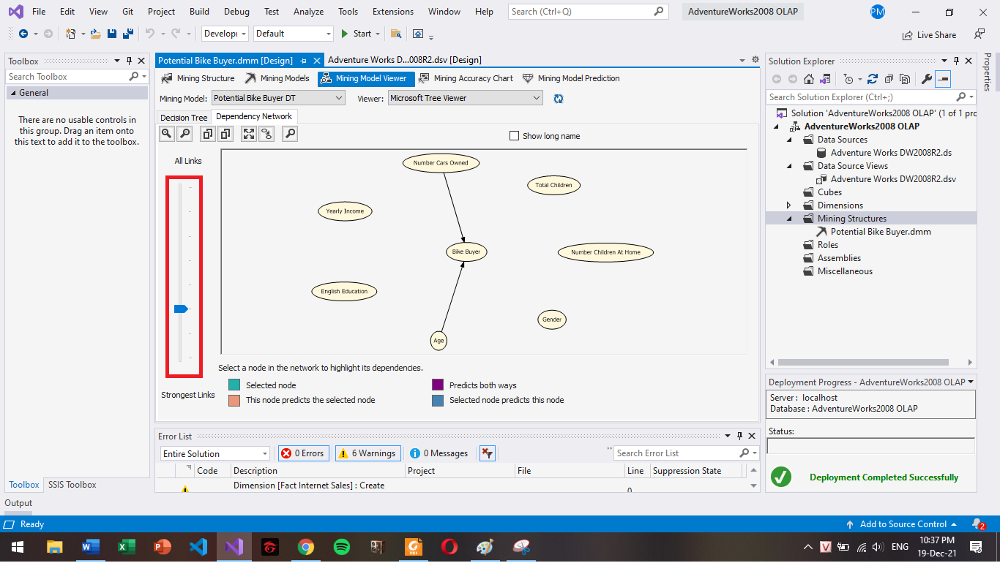 File Edit View Git Project Build Debug Test Analyze Tools Extensions Window Help Search (Ctrl+Q) AdventureWorks2008 OLAP PM
Developı Default Start Live Share
Toolbox
Search Toolbox
General
There are no usable controls in
this group. Drag an item onto
this text to add it to the toolbox.
Toolbox SSIS Toolbox
Potential Bike Buyer.dmm [Design] Adventure Works D...008R2.dsv [Design]
Mining Structure Mining Models Mining Model Viewer Mining Accuracy Chart Mining Model Prediction
Mining Model: Potential Bike Buyer DT Viewer: Microsoft Tree Viewer
Decision Tree Dependency Network
Show long name
All Links
Number Cars Owned
Total Children
Yearly Income
Bike Buyer
Number Children At Home
English Education
Gender
Age
Select a node in the network to highlight its dependencies.
Selected node Predicts both ways
Strongest Links
This node predicts the selected node Selected node predicts this node
Error List
Entire Solution 0 Errors 6 Warnings 0 Messages Search Error List
Code Description Project File Line Suppression State
Dimension [Fact Internet Sales] : Create 0
Solution Explorer
Search Solution Explorer (Ctrl+;)
Solution 'AdventureWorks2008 OLAP' (1 of 1 pro
AdventureWorks2008 OLAP
Data Sources
Adventure Works DW2008R2.ds
Data Source Views
Adventure Works DW2008R2.dsv
Cubes
Dimensions
Mining Structures
Potential Bike Buyer.dmm
Roles
Assemblies
Miscellaneous
Properties
Deployment Progress - AdventureWorks2008 OLAP
Server : localhost
Database : AdventureWorks2008 OLAP
Status:
Deployment Completed Successfully
Output
Ready Add to Source Control 2
ENG 10:37 PM
19-Dec-21